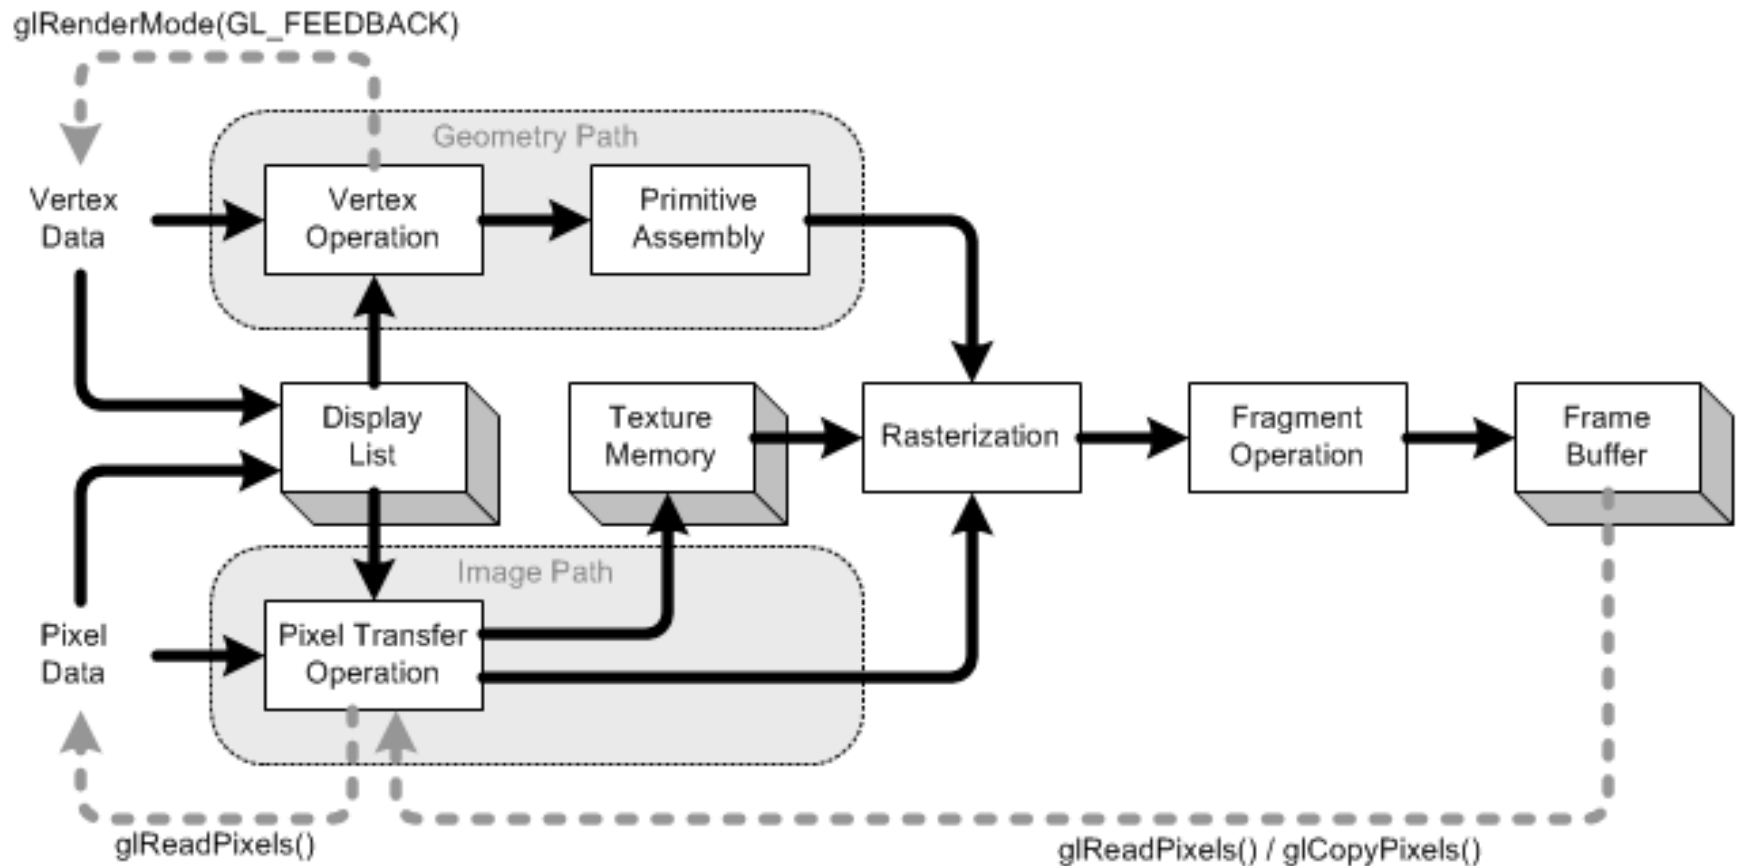 glRenderMode(GL_FEEDBACK)
Geometry Path
Vertex
Data
Vertex
Operation
Primitive
Assembly
Display
List
Texture
Memory
Rasterization
Fragment
Operation
Frame
Buffer
Image Path
Pixel
Data
Pixel Transfer
Operation
glReadPixels()
glReadPixels() / glCopyPixels()